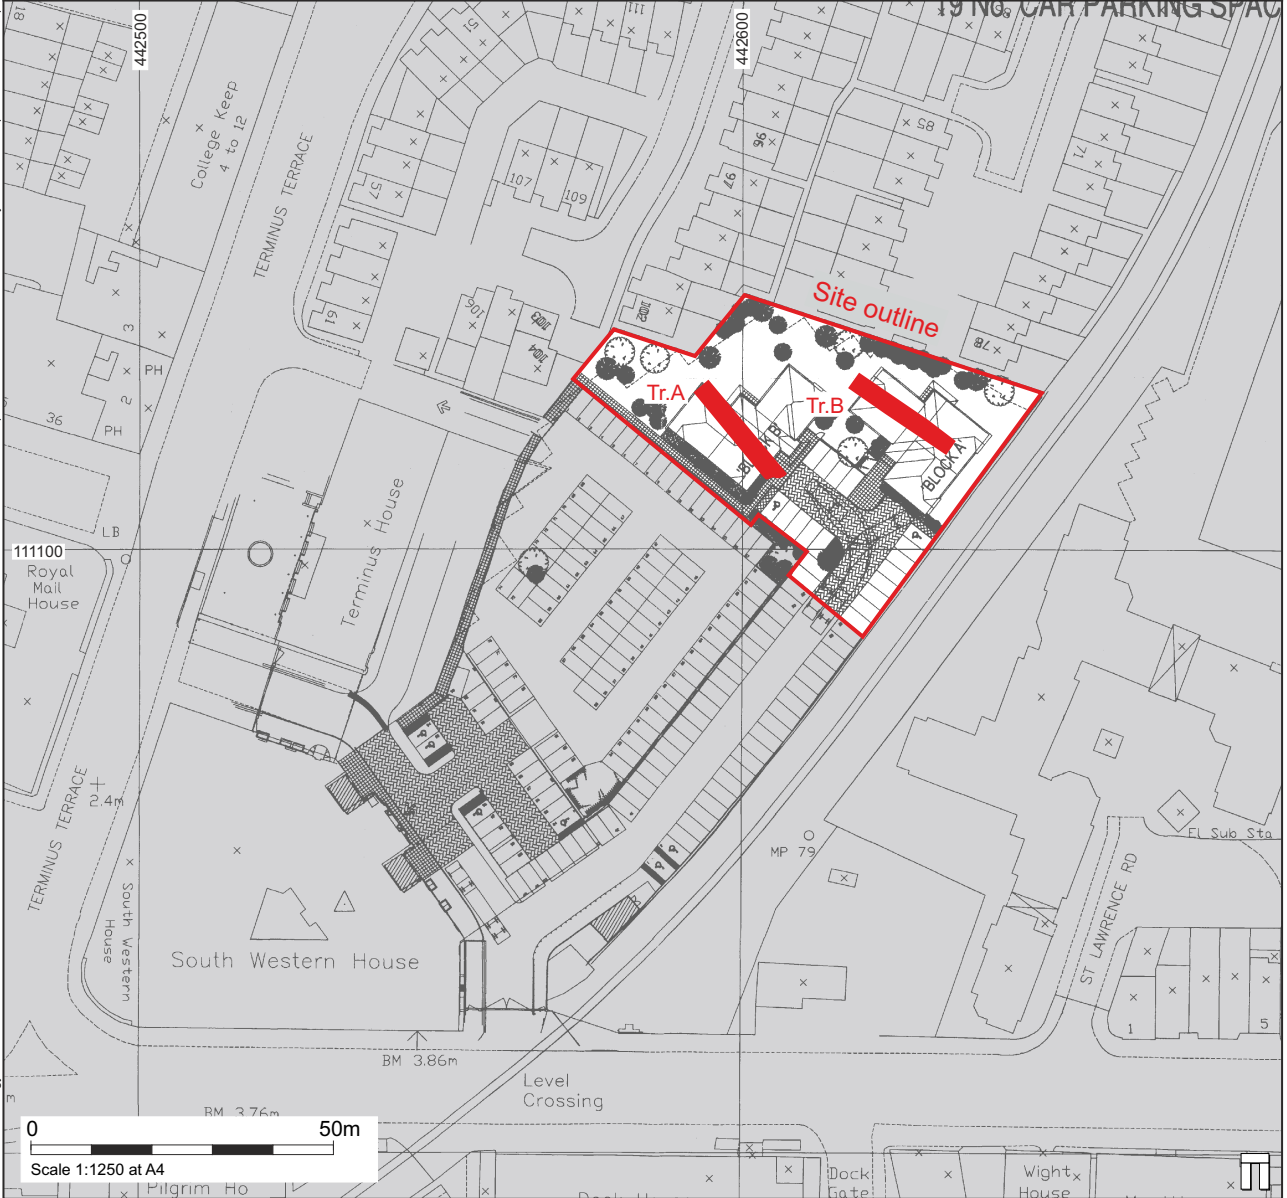 19 No. CAR PARKING SPAC
18
51
111
442500
442600
College Keep
4 to 12
TERMINUS TERRACE
57
107
109
96
97
85
71
61
106
103
104
102
78
Site outline
Tr.A
Tr.B
BLOCK A
3
PH
2
36
PH
LB
111100
Royal
Mail
House
Terminus House
TERMINUS TERRACE
2.4m
South Western
House
South Western House
MP 79
El Sub Sta
ST LAWRENCE RD
1
5
BM 3.86m
Level
Crossing
BM 3.76m
m
0
50m
Scale 1:1250 at A4
Pilgrim Ho
Dock
Gate
Wight
House